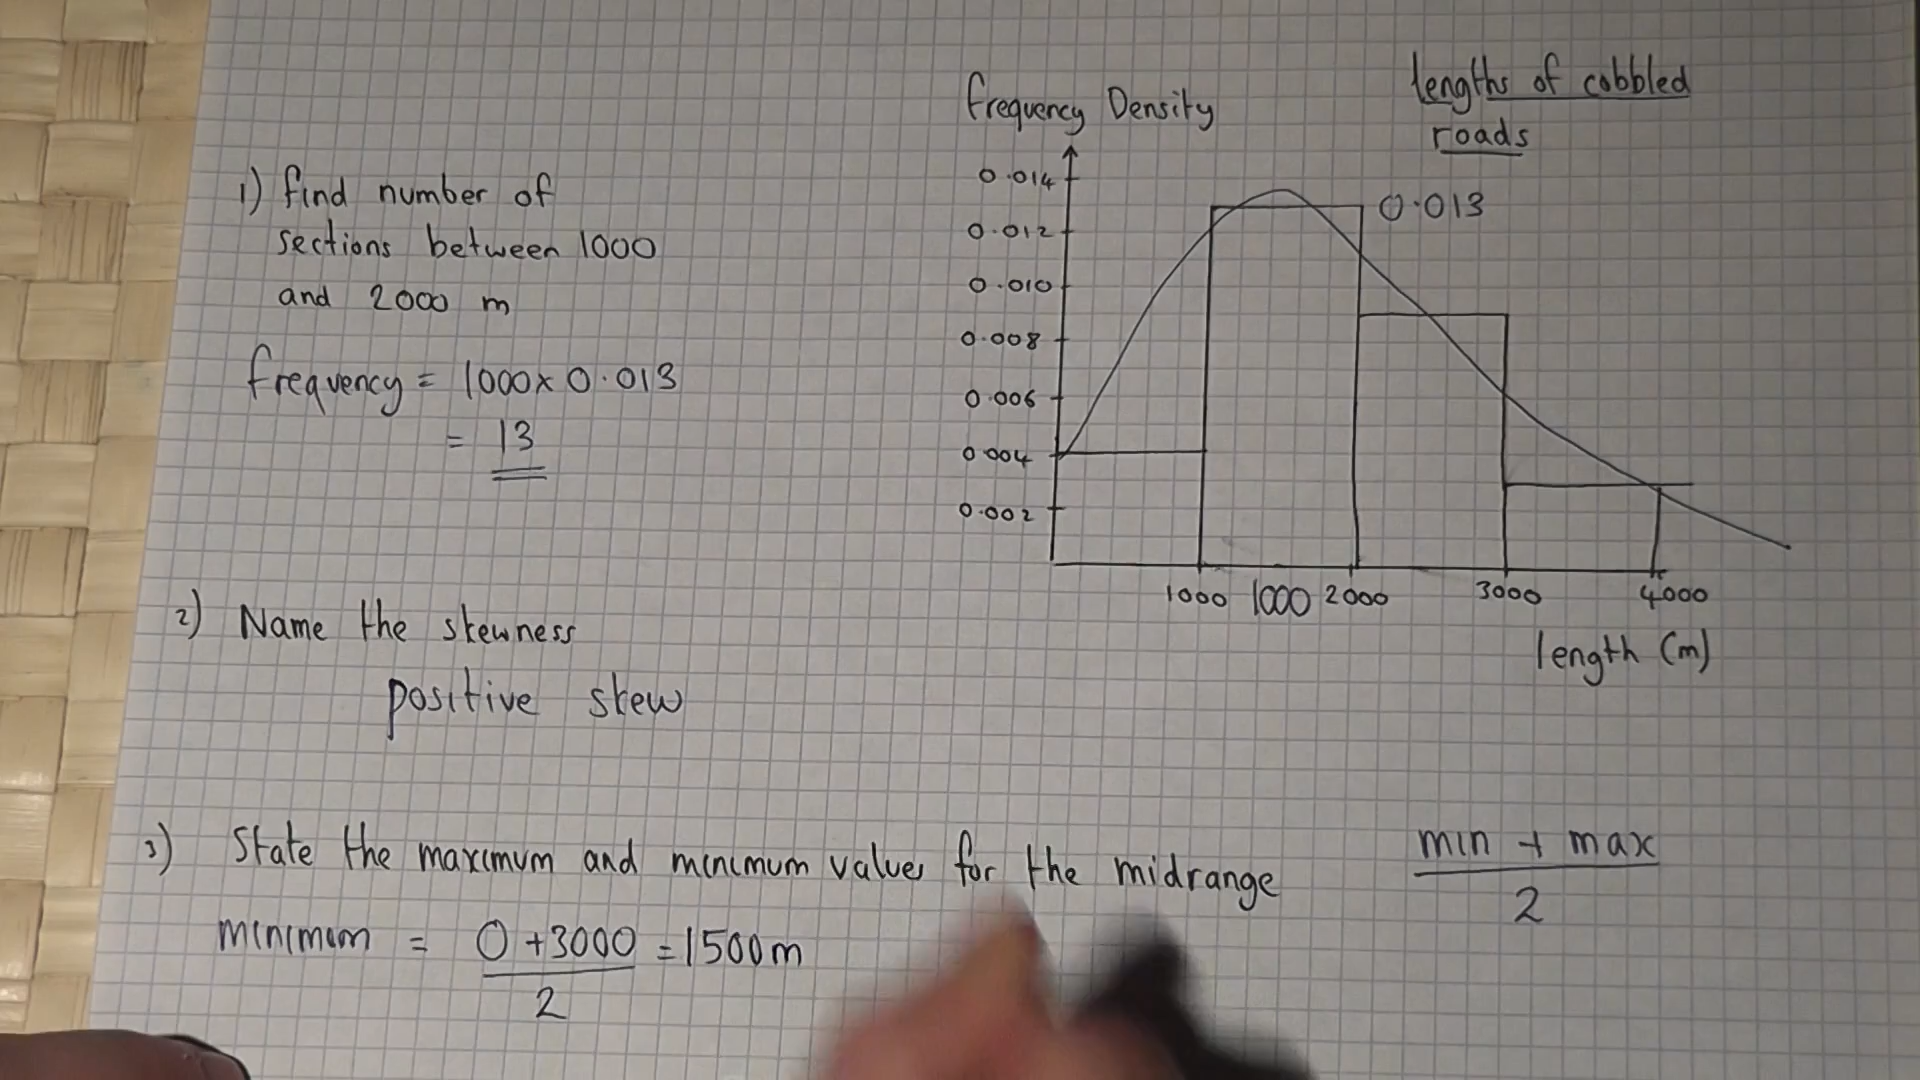 1) find number of
sections between 1000
and 2000 m
frequency = 1000 x 0.013
= 13
2) Name the skewness
positive skew
frequency Density
lengths of cobbled
roads
0.014
0.012
0.010
0.008
0.006
0.004
0.002
0.013
1000 1000 2000 3000 4000
length (m)
3) State the maximum and minimum values for the midrange
min + max
2
minimum = 0 + 3000 = 1500m
2